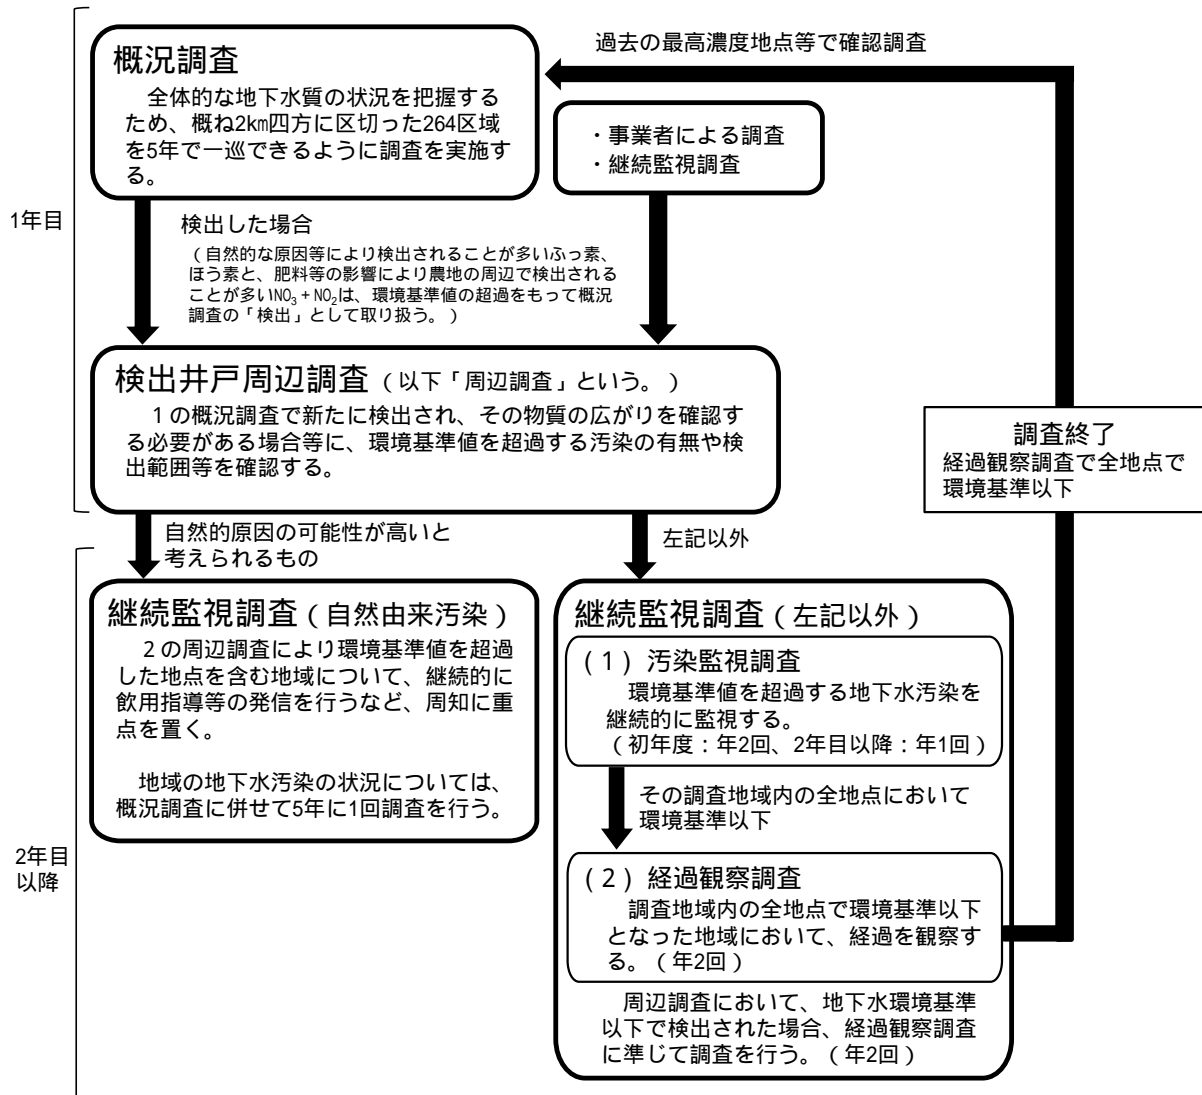 過去の最高濃度地点等で確認調査
概況調査
全体的な地下水質の状況を把握する
ため、概ね2km四方に区切った264区域
を5年で一巡できるように調査を実施す
る。
・事業者による調査
・継続監視調査
1年目
検出した場合
（自然的な原因等により検出されることが多いふっ素、
ほう素と、肥料等の影響により農地の周辺で検出される
ことが多いNO₃+NO₂は、環境基準値の超過をもって概況
調査の「検出」として取り扱う。）
検出井戸周辺調査（以下「周辺調査」という。）
1の概況調査で新たに検出され、その物質の広がりを確認す
る必要がある場合等に、環境基準値を超過する汚染の有無や検
出範囲等を確認する。
調査終了
経過観察調査で全地点で
環境基準以下
自然的原因の可能性が高いと
考えられるもの
左記以外
継続監視調査（自然由来汚染）
2の周辺調査により環境基準値を超過
した地点を含む地域について、継続的に
飲用指導等の発信を行うなど、周知に重
点を置く。
地域の地下水汚染の状況については、
概況調査に併せて5年に1回調査を行う。
継続監視調査（左記以外）
（1）汚染監視調査
環境基準値を超過する地下水汚染を
継続的に監視する。
（初年度：年2回、2年目以降：年1回）
その調査地域内の全地点において
環境基準以下
2年目
以降
（2）経過観察調査
調査地域内の全地点で環境基準以下
となった地域において、経過を観察す
る。（年2回）
周辺調査において、地下水環境基準
以下で検出された場合、経過観察調査
に準じて調査を行う。（年2回）